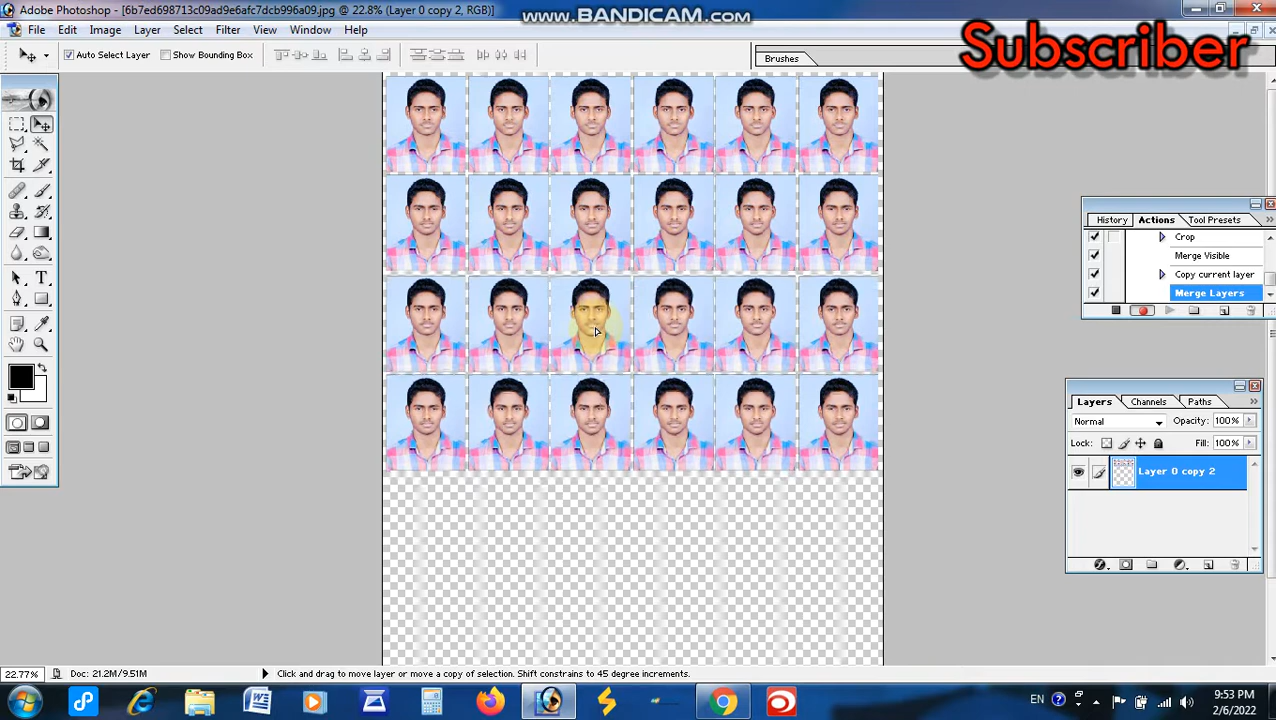 Adobe Photoshop - [6b7ed698713c09ad9e6afc7dcb996a09.jpg @ 22.8% (Layer 0 copy 2, RGB)]
www.BANDICAM.com
File Edit Image Layer Select Filter View Window Help
Subscriber
Auto Select Layer Show Bounding Box
Brushes
History Actions Tool Presets
Crop
Merge Visible
Copy current layer
Merge Layers
Layers Channels Paths
Normal Opacity: 100%
Lock: Fill: 100%
Layer 0 copy 2
22.77% Doc: 21.2M/9.51M Click and drag to move layer or move a copy of selection. Shift constrains to 45 degree increments.
EN
9:53 PM
2/6/2022